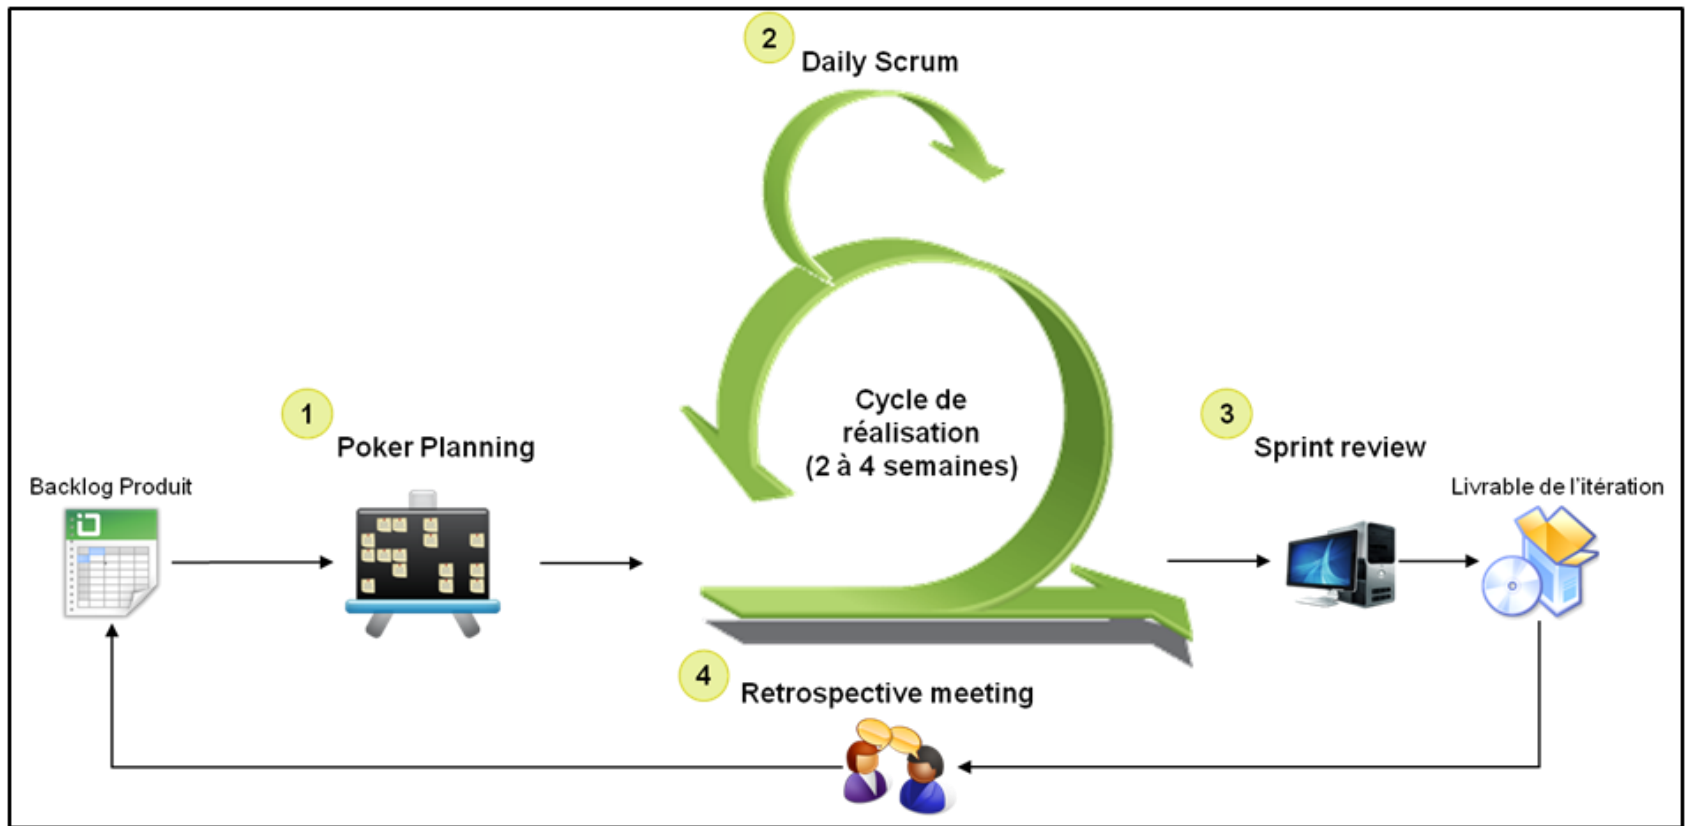 2
Daily Scrum
1
Poker Planning
Backlog Produit
Cycle de
réalisation
(2 à 4 semaines)
3
Sprint review
Livrable de l'itération
4
Retrospective meeting